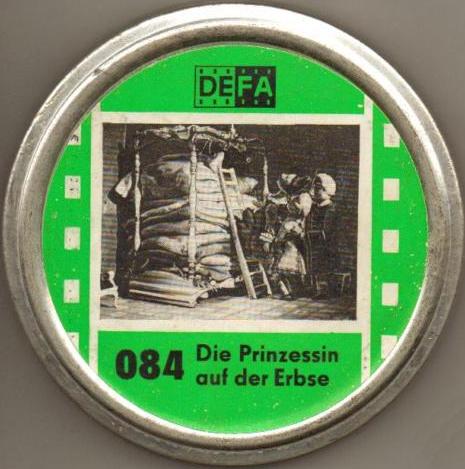 DEFA
084 Die Prinzessin
auf der Erbse